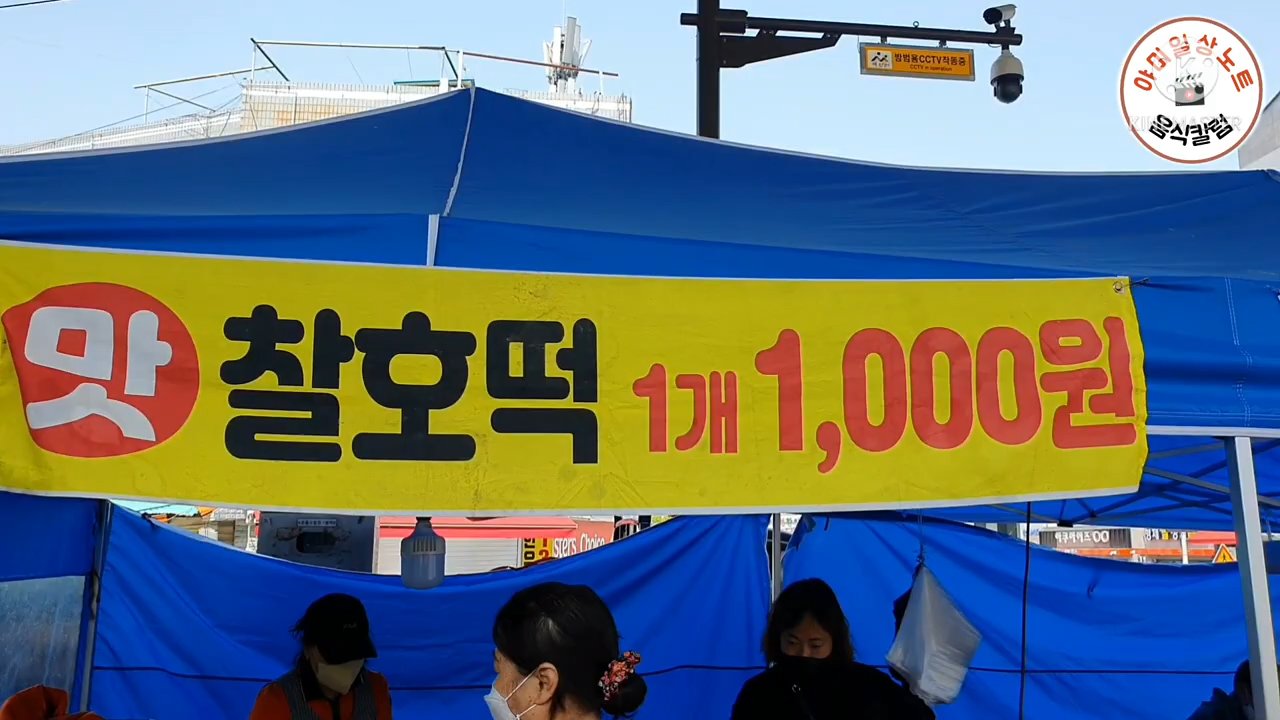 방범용CCTV작동중
CCTV in operation
야미일상노트
음식칼럼
맛 찰호떡 1개 1,000원
sters Choice